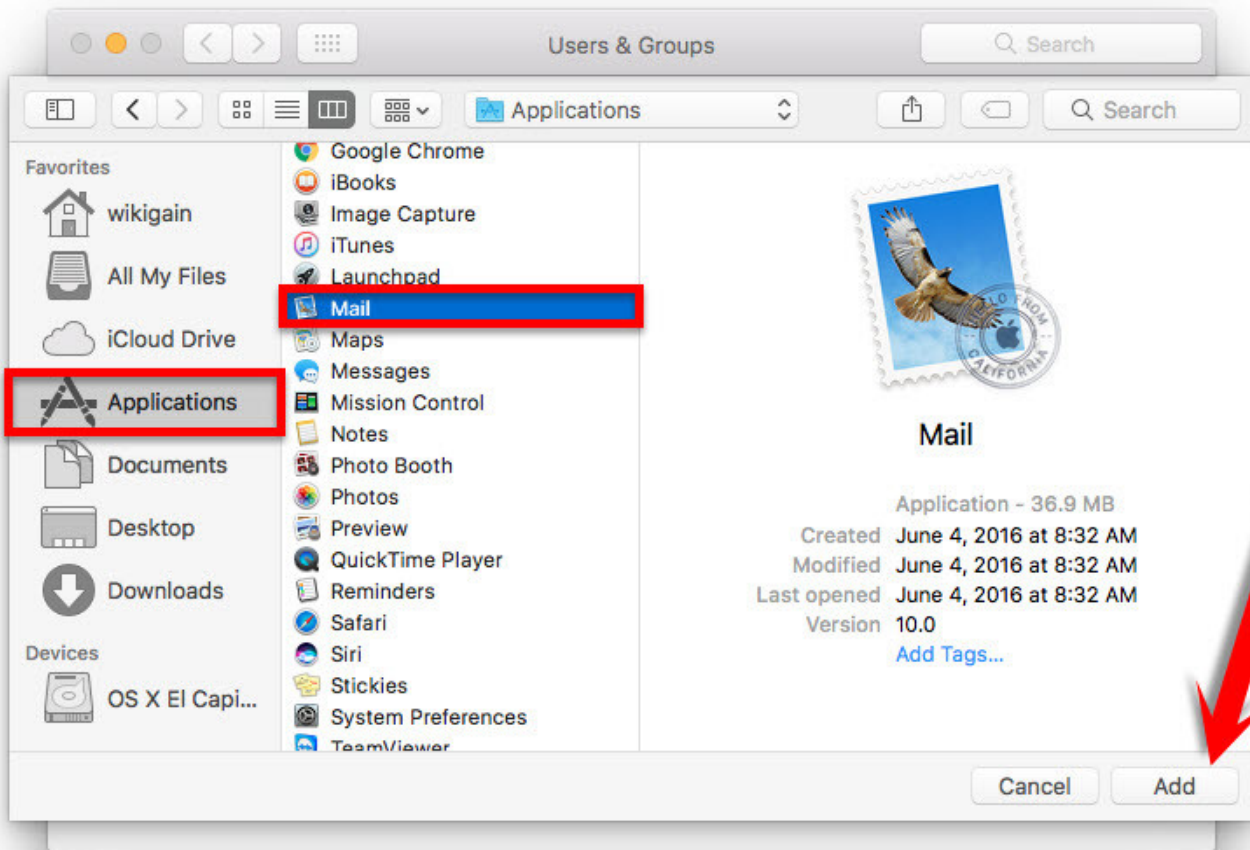 Users & Groups
Search
Applications
Search
Favorites
wikigain
All My Files
iCloud Drive
Applications
Documents
Desktop
Downloads
Devices
OS X El Capi...
Google Chrome
iBooks
Image Capture
iTunes
Launchpad
Mail
Maps
Messages
Mission Control
Notes
Photo Booth
Photos
Preview
QuickTime Player
Reminders
Safari
Siri
Stickies
System Preferences
TeamViewer
CALIFORNIA
Mail
Application - 36.9 MB
Created June 4, 2016 at 8:32 AM
Modified June 4, 2016 at 8:32 AM
Last opened June 4, 2016 at 8:32 AM
Version 10.0
Add Tags...
Cancel
Add